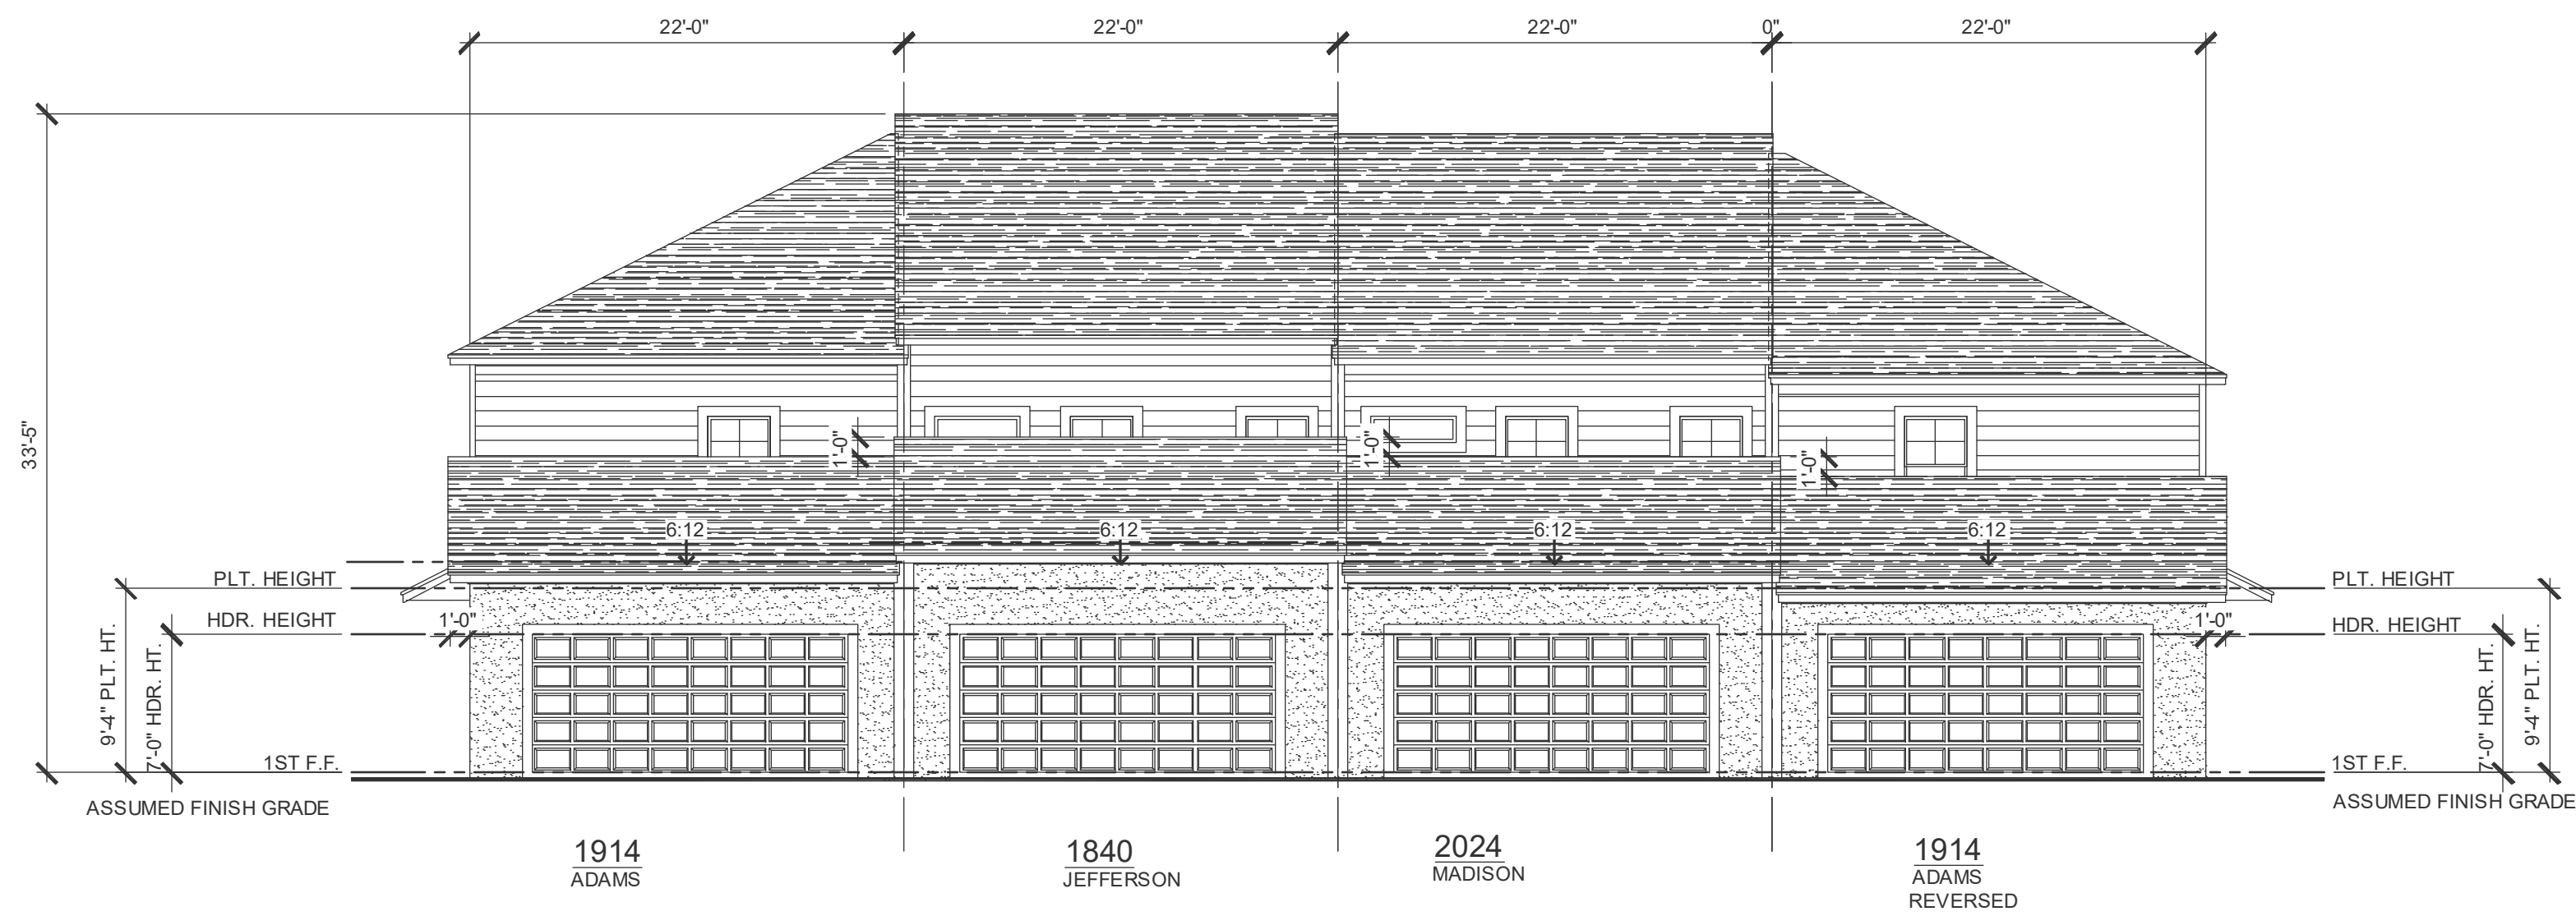 22'-0" 22'-0" 22'-0" 0" 22'-0"
33'-5"
1'-0" 1'-0" 1'-0"
6:12 6:12 6:12 6:12
PLT. HEIGHT PLT. HEIGHT
HDR. HEIGHT 1'-0" 1'-0" HDR. HEIGHT
9'-4" PLT. HT. 7'-0" HDR. HT. 7'-0" HDR. HT. 9'-4" PLT. HT.
1ST F.F. 1ST F.F.
ASSUMED FINISH GRADE ASSUMED FINISH GRADE
1914
ADAMS
1840
JEFFERSON
2024
MADISON
1914
ADAMS
REVERSED